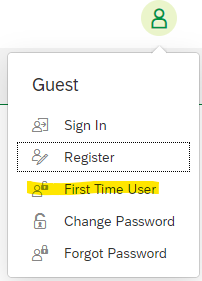 Guest
Sign In
Register
First Time User
Change Password
Forgot Password